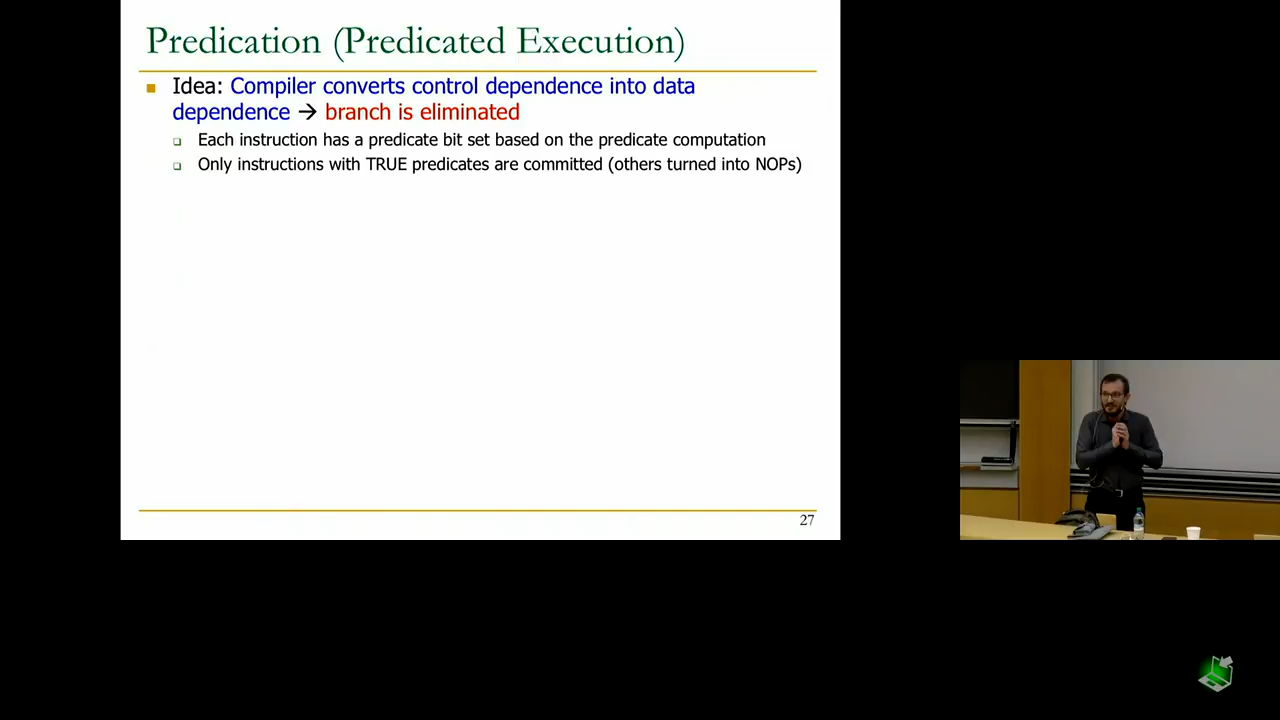 Predication (Predicated Execution)
Idea: Compiler converts control dependence into data
dependence → branch is eliminated
Each instruction has a predicate bit set based on the predicate computation
Only instructions with TRUE predicates are committed (others turned into NOPs)
27